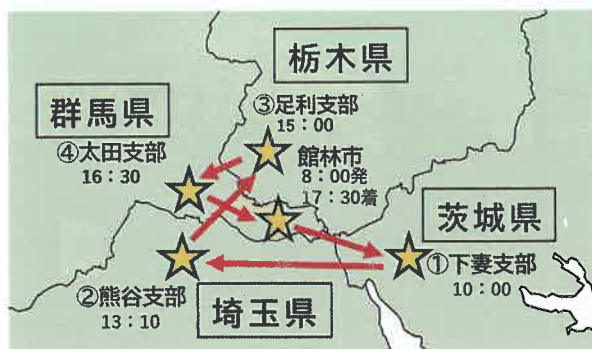 栃木県
群馬県
③足利支部
15：00
④太田支部
16：30
館林市
8：00発
17：30着
茨城県
①下妻支部
10：00
②熊谷支部
13：10
埼玉県